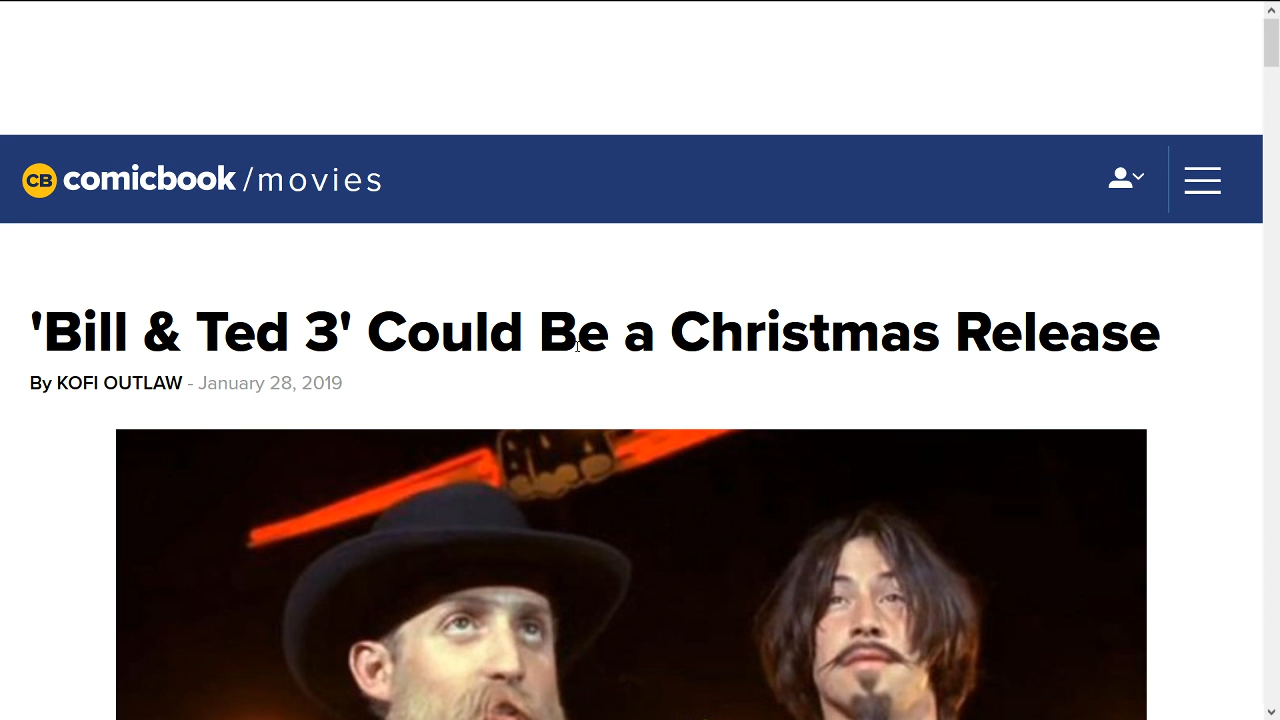 CB comicbook /movies
'Bill & Ted 3' Could Be a Christmas Release
By KOFI OUTLAW - January 28, 2019